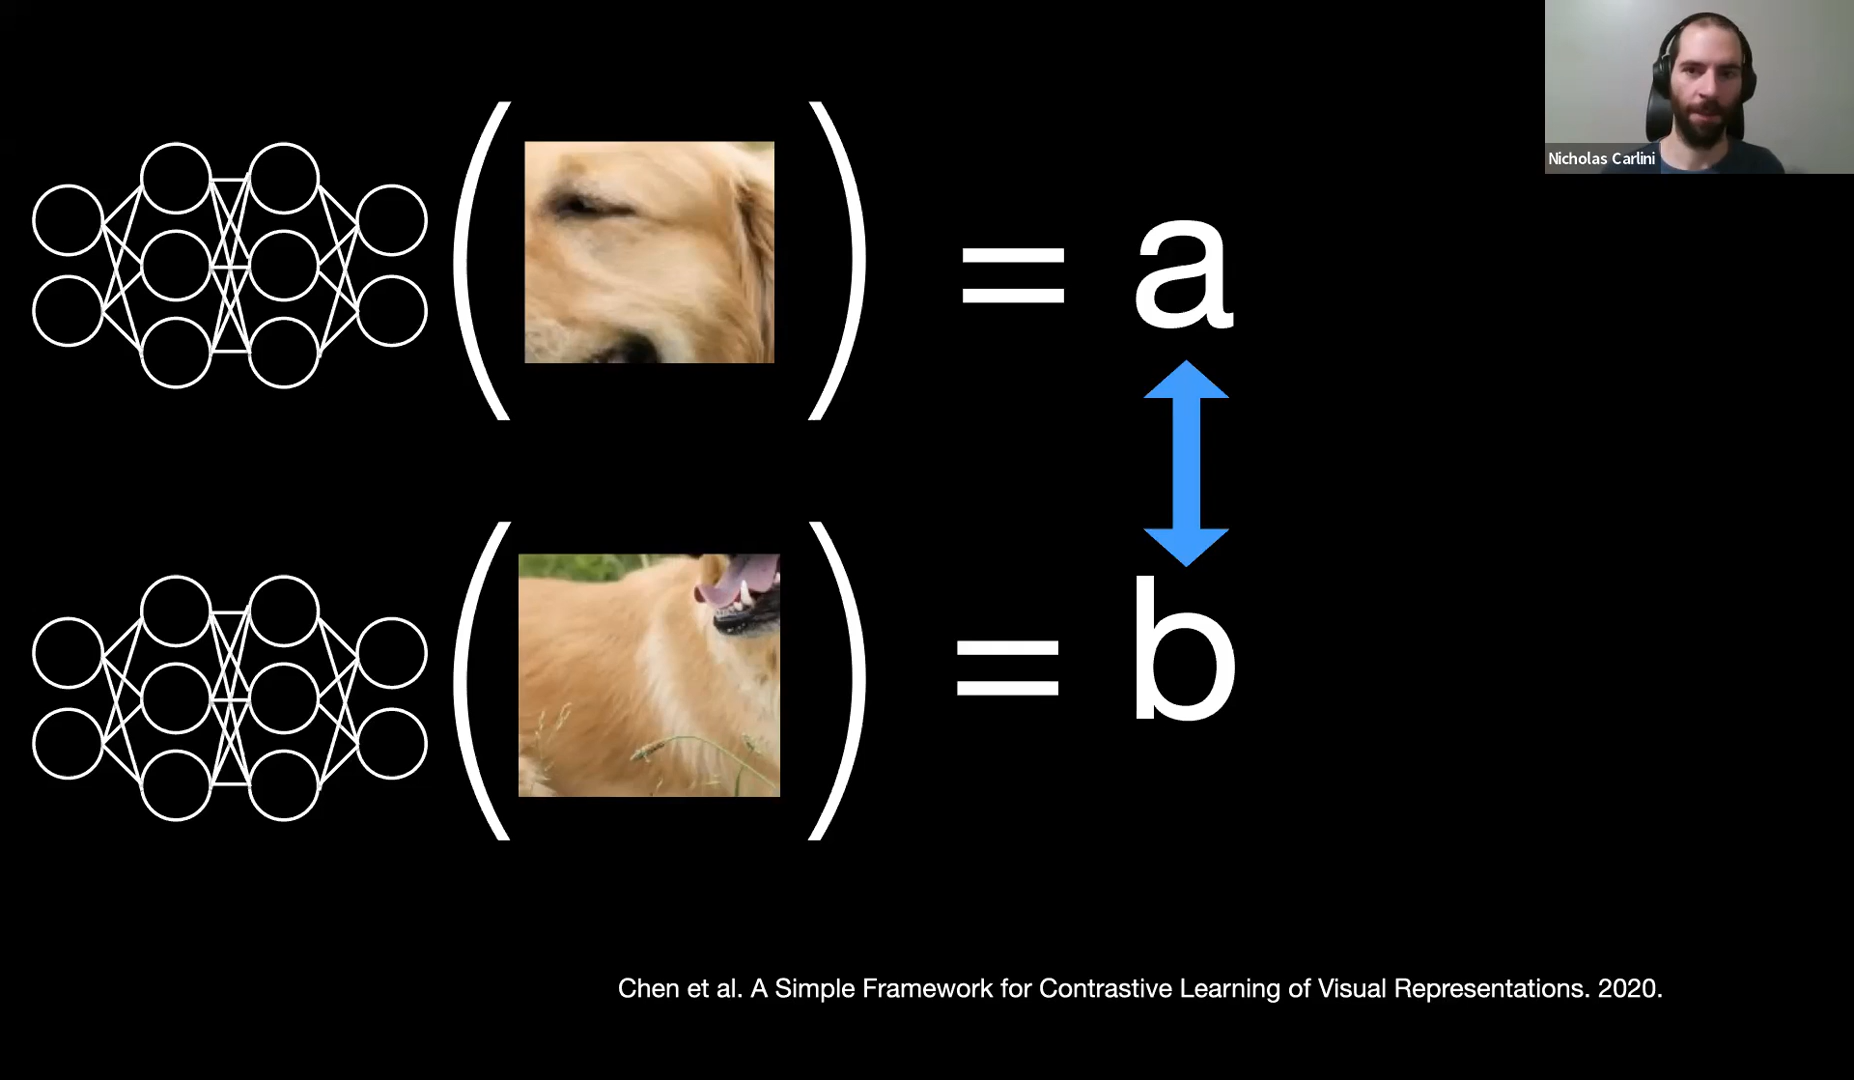 Nicholas Carlini
( ) = a
( ) = b
Chen et al. A Simple Framework for Contrastive Learning of Visual Representations. 2020.